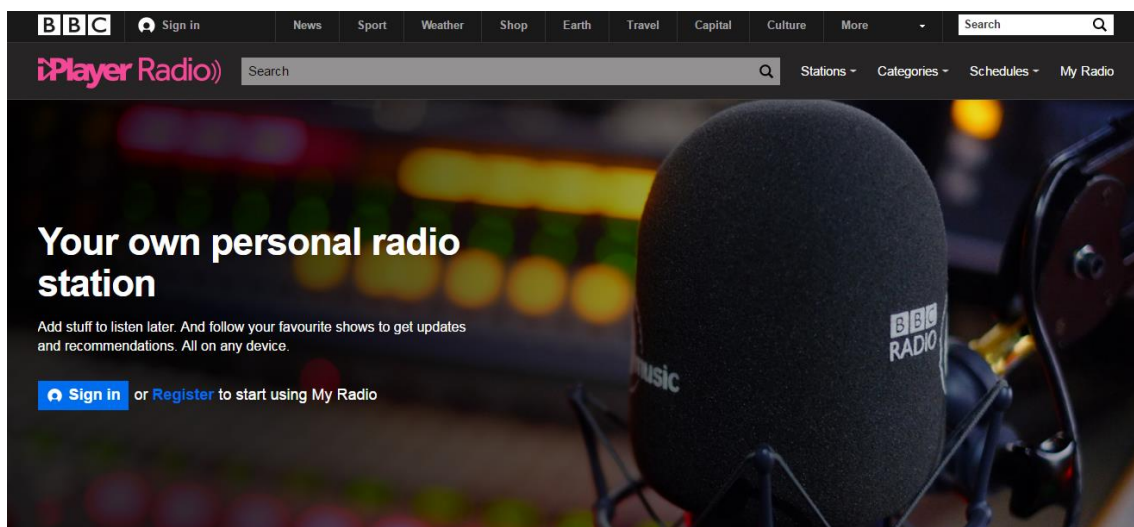 BBC Sign in News Sport Weather Shop Earth Travel Capital Culture More Search
iPlayer Radio Search Stations Categories Schedules My Radio
Your own personal radio
station
Add stuff to listen later. And follow your favourite shows to get updates
and recommendations. All on any device.
Sign in or Register to start using My Radio
BBC
RADIO
music